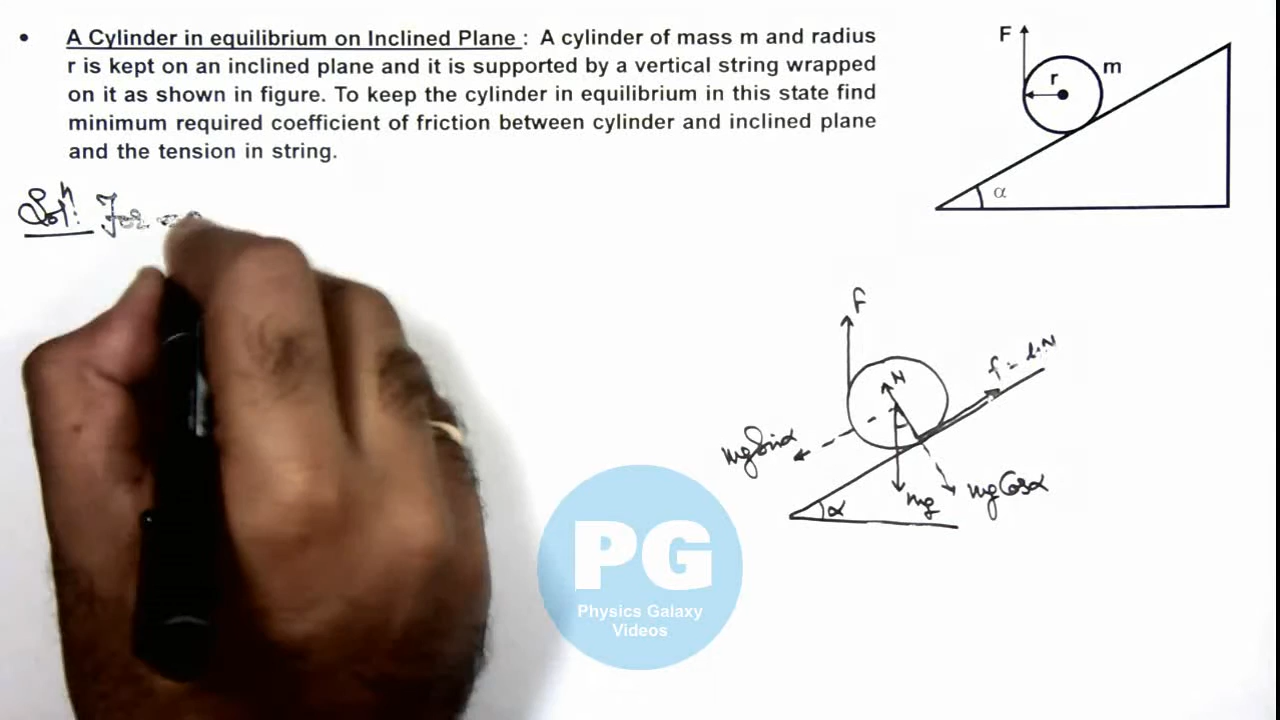 • A Cylinder in equilibrium on Inclined Plane : A cylinder of mass m and radius
r is kept on an inclined plane and it is supported by a vertical string wrapped
on it as shown in figure. To keep the cylinder in equilibrium in this state find
minimum required coefficient of friction between cylinder and inclined plane
and the tension in string.
F
r
m
α
Solⁿ: For
F
N
f = μN
mg Sinα
mg
mg Cosα
α
PG
Physics Galaxy
Videos